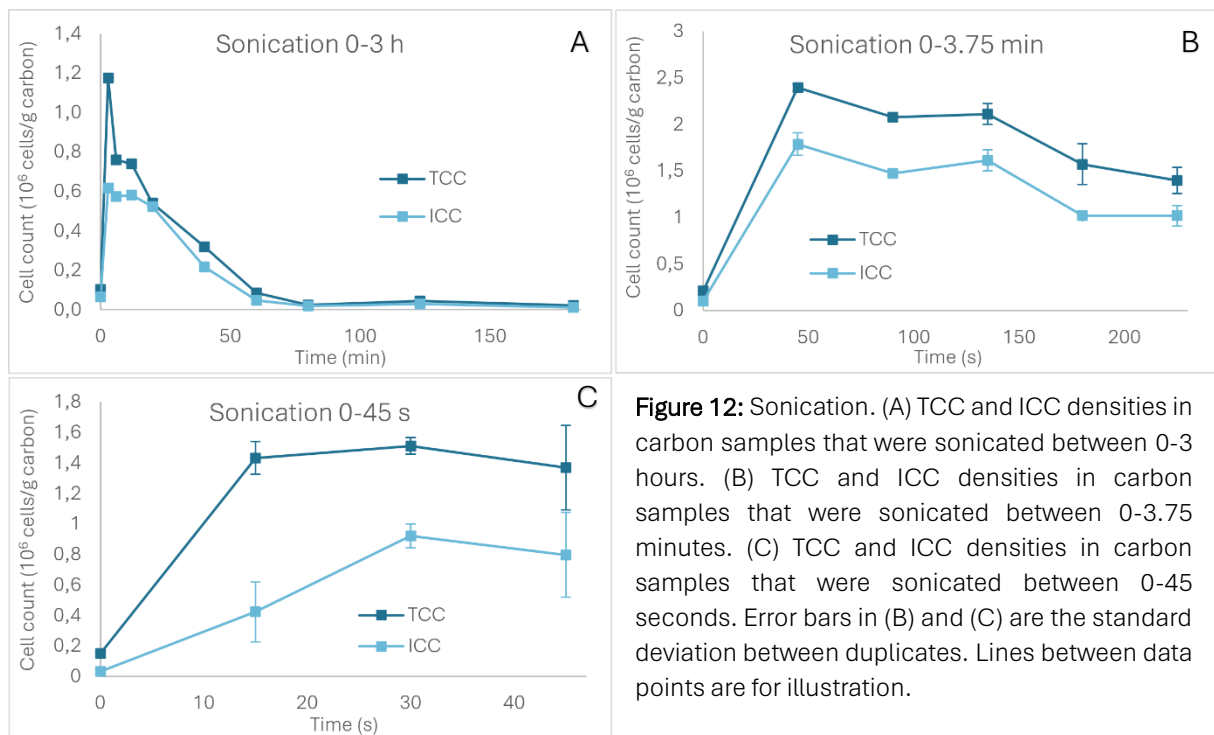 Sonication 0-3 h
A
Cell count (10⁶ cells/g carbon)
1,4
1,2
1,0
0,8
0,6
0,4
0,2
0,0
TCC
ICC
0 50 100 150
Time (min)
Sonication 0-3.75 min
B
Cell count (10⁶ cells/g carbon)
3
2,5
2
1,5
1
0,5
0
TCC
ICC
0 50 100 150 200
Time (s)
Sonication 0-45 s
C
Cell count (10⁶ cells/g carbon)
1,8
1,6
1,4
1,2
1
0,8
0,6
0,4
0,2
0
TCC
ICC
0 10 20 30 40
Time (s)
Figure 12: Sonication. (A) TCC and ICC densities in
carbon samples that were sonicated between 0-3
hours. (B) TCC and ICC densities in carbon
samples that were sonicated between 0-3.75
minutes. (C) TCC and ICC densities in carbon
samples that were sonicated between 0-45
seconds. Error bars in (B) and (C) are the standard
deviation between duplicates. Lines between data
points are for illustration.